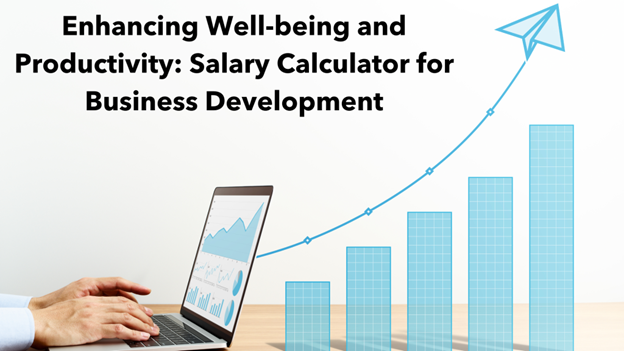 Enhancing Well-being and
Productivity: Salary Calculator for
Business Development